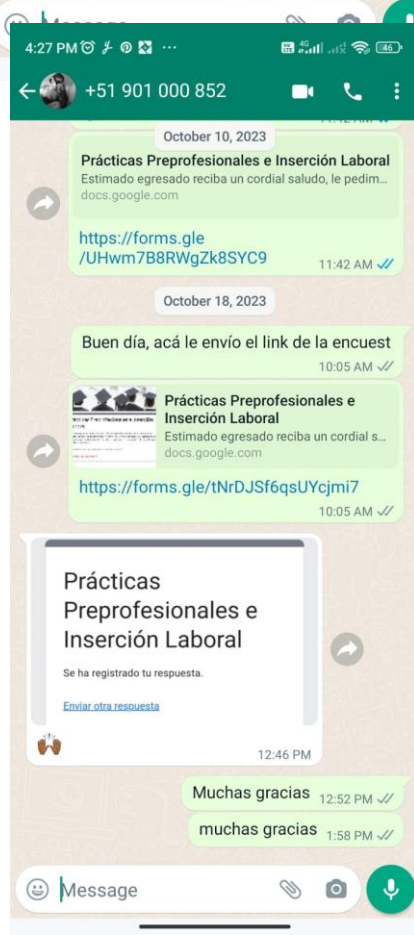 4:27 PM
4G
46
+51 901 000 852
October 10, 2023
Prácticas Preprofesionales e Inserción Laboral
Estimado egresado reciba un cordial saludo, le pedim...
docs.google.com
https://forms.gle
/UHwm7B8RWgZk8SYC9
11:42 AM
October 18, 2023
Buen día, acá le envío el link de la encuest
10:05 AM
Prácticas Preprofesionales e
Inserción Laboral
Estimado egresado reciba un cordial s...
docs.google.com
https://forms.gle/tNrDJSf6qsUYcjmi7
10:05 AM
Prácticas
Preprofesionales e
Inserción Laboral
Se ha registrado tu respuesta.
Enviar otra respuesta
12:46 PM
Muchas gracias 12:52 PM
muchas gracias 1:58 PM
Message